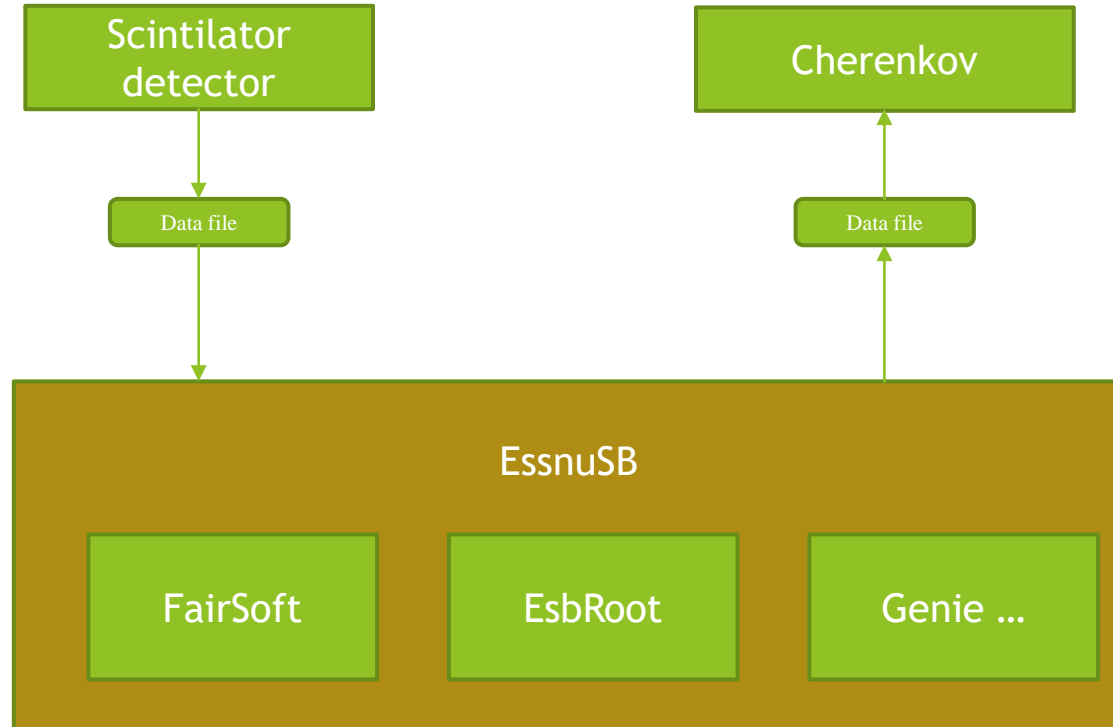 Scintilator
detector
Cherenkov
Data file
Data file
EssnuSB
FairSoft
EsbRoot
Genie …